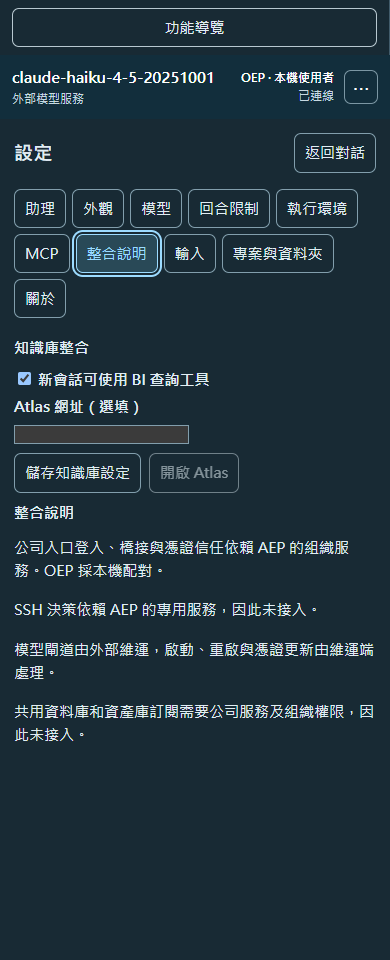 功能導覽
claude-haiku-4-5-20251001
OEP · 本機使用者
外部模型服務
已連線
...
設定
返回對話
助理
外觀
模型
回合限制
執行環境
MCP
整合說明
輸入
專案與資料夾
關於
知識庫整合
新會話可使用 BI 查詢工具
Atlas 網址（選填）
儲存知識庫設定
開啟 Atlas
整合說明
公司入口登入、橋接與憑證信任依賴 AEP 的組織服
務。OEP 採本機配對。
SSH 決策依賴 AEP 的專用服務，因此未接入。
模型閘道由外部維運，啟動、重啟與憑證更新由維運端
處理。
共用資料庫和資產庫訂閱需要公司服務及組織權限，因
此未接入。